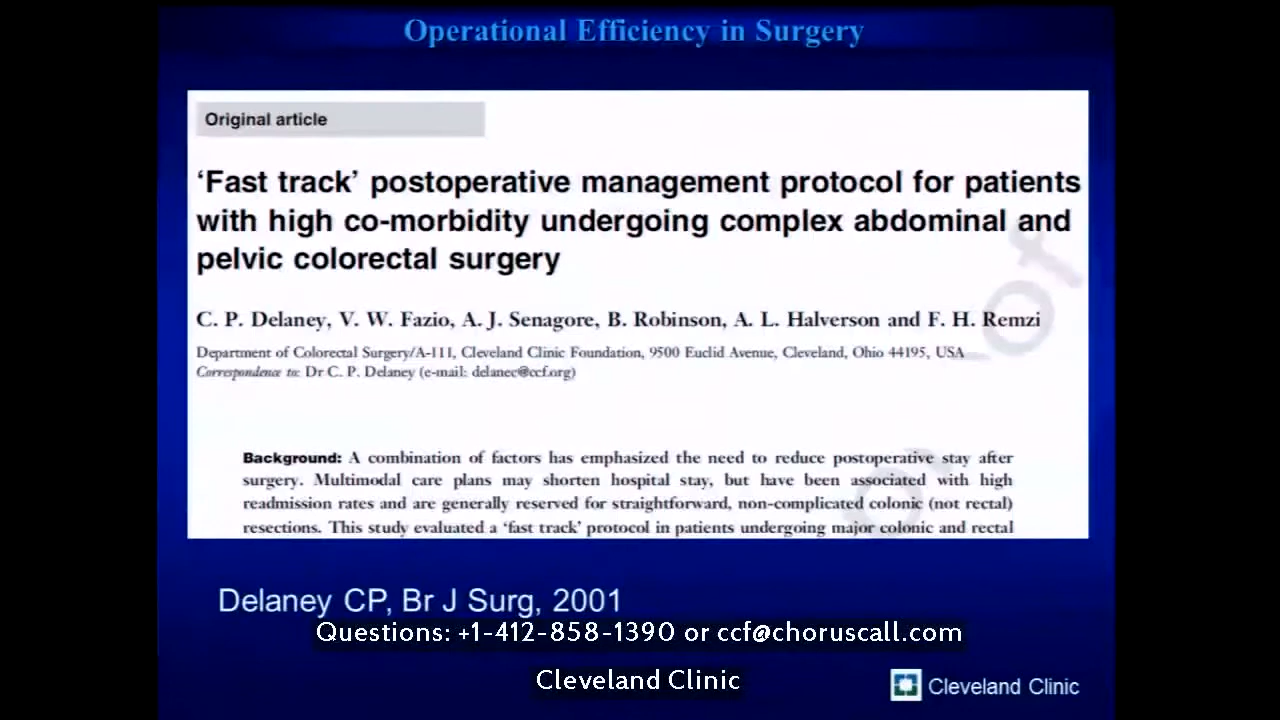 Operational Efficiency in Surgery
Original article
‘Fast track’ postoperative management protocol for patients
with high co-morbidity undergoing complex abdominal and
pelvic colorectal surgery
C. P. Delaney, V. W. Fazio, A. J. Senagore, B. Robinson, A. L. Halverson and F. H. Remzi
Department of Colorectal Surgery/A-111, Cleveland Clinic Foundation, 9500 Euclid Avenue, Cleveland, Ohio 44195, USA
Correspondence to: Dr C. P. Delaney (e-mail: delanec@ccf.org)
Background: A combination of factors has emphasized the need to reduce postoperative stay after
surgery. Multimodal care plans may shorten hospital stay, but have been associated with high
readmission rates and are generally reserved for straightforward, non-complicated colonic (not rectal)
resections. This study evaluated a ‘fast track’ protocol in patients undergoing major colonic and rectal
Delaney CP, Br J Surg, 2001
Questions: +1-412-858-1390 or ccf@choruscall.com
Cleveland Clinic
Cleveland Clinic